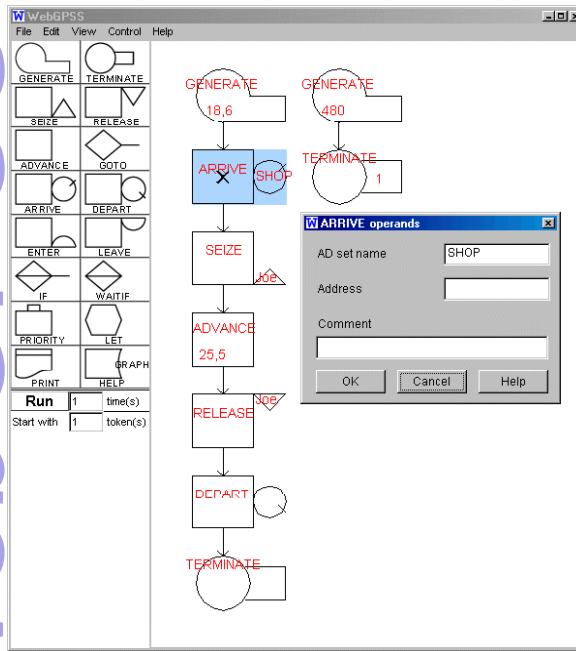 WebGPSS
File Edit View Control Help
GENERATE TERMINATE
SEIZE RELEASE
ADVANCE GOTO
ARRIVE DEPART
ENTER LEAVE
IF WAITIF
PRIORITY LET
GRAPH
PRINT HELP
Run 1 time(s)
Start with 1 token(s)
GENERATE
18,6
ARRIVE
SHOP
SEIZE
Joe
ADVANCE
25,5
RELEASE
Joe
DEPART
TERMINATE
GENERATE
480
TERMINATE
1
ARRIVE operands
AD set name SHOP
Address
Comment
OK Cancel Help